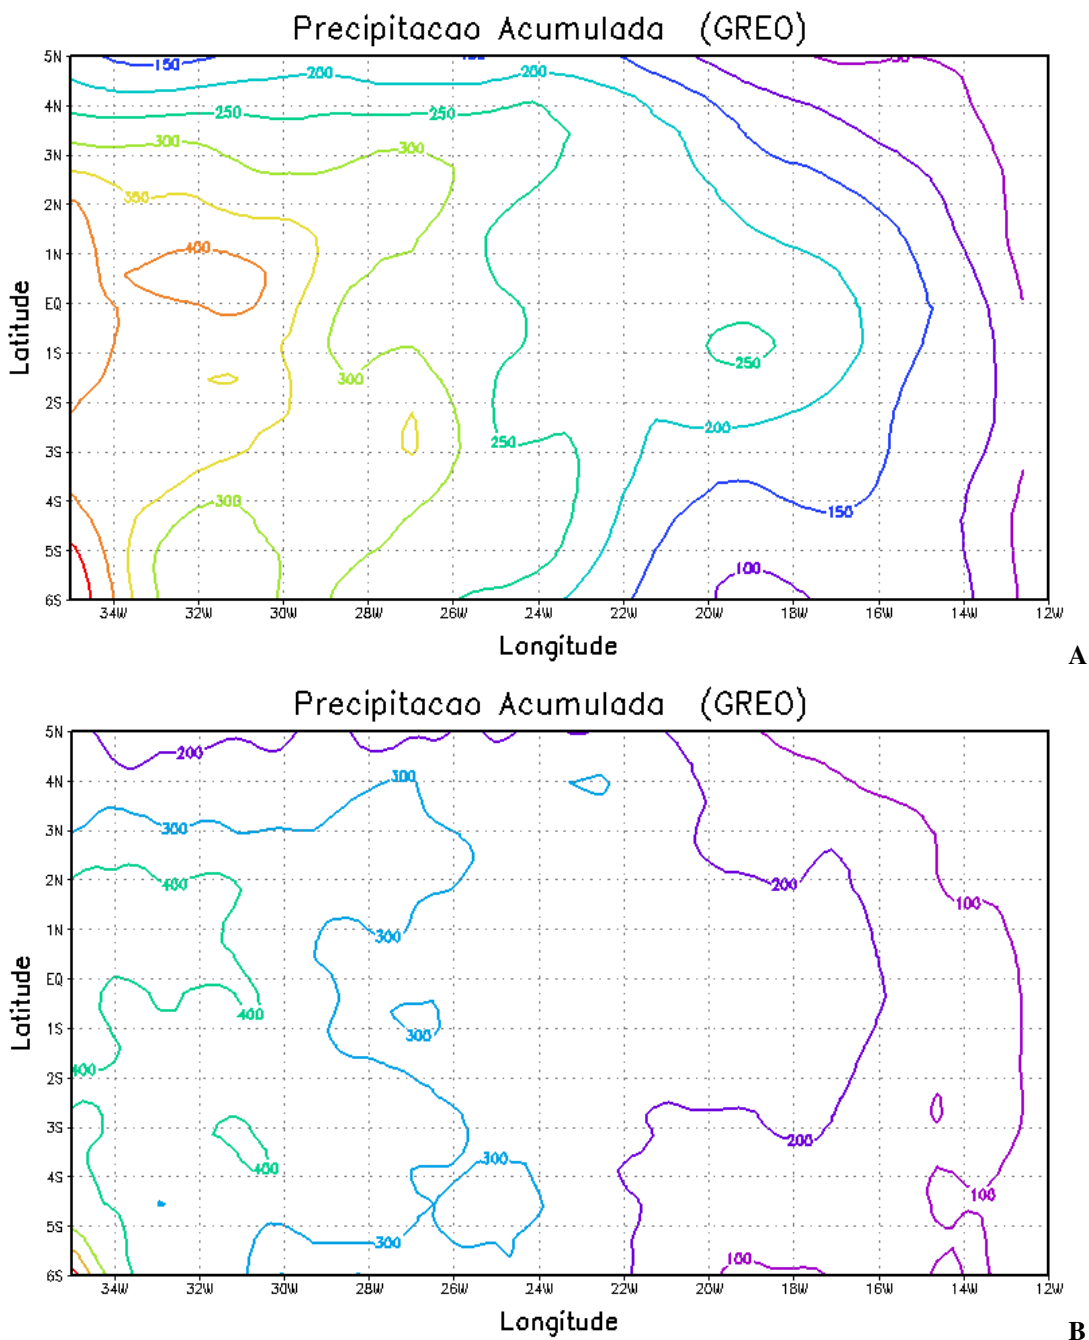 Precipitacao Acumulada (GREO)
5N
4N
3N
2N
1N
EQ
1S
2S
3S
4S
5S
6S
Latitude
150
200
200
250
250
300
300
350
400
300
250
250
200
150
300
100
34W 32W 30W 28W 26W 24W 22W 20W 18W 16W 14W 12W
Longitude
A
Precipitacao Acumulada (GREO)
5N
4N
3N
2N
1N
EQ
1S
2S
3S
4S
5S
6S
Latitude
200
300
300
400
200
100
300
400
300
400
200
300
400
100
300
100
34W 32W 30W 28W 26W 24W 22W 20W 18W 16W 14W 12W
Longitude
B